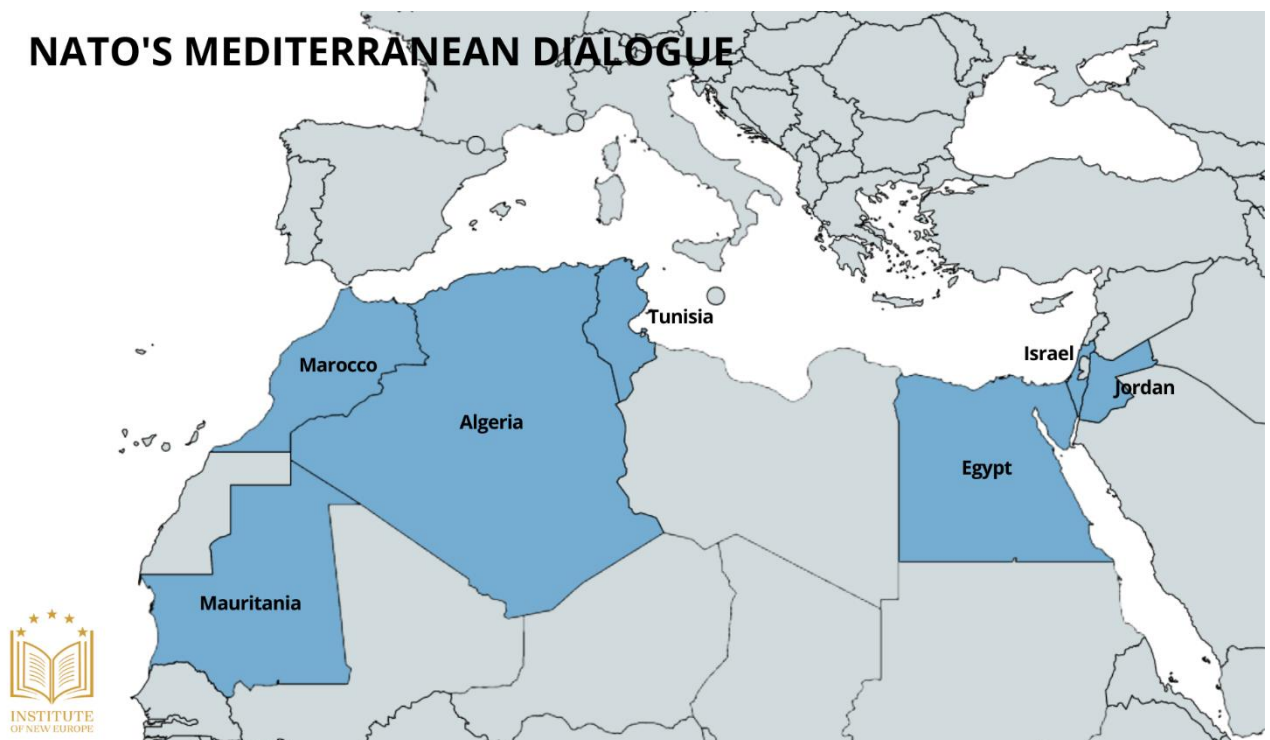 NATO'S MEDITERRANEAN DIALOGUE
Tunisia
Israel
Marocco
Jordan
Algeria
Egypt
Mauritania
INSTITUTE
OF NEW EUROPE